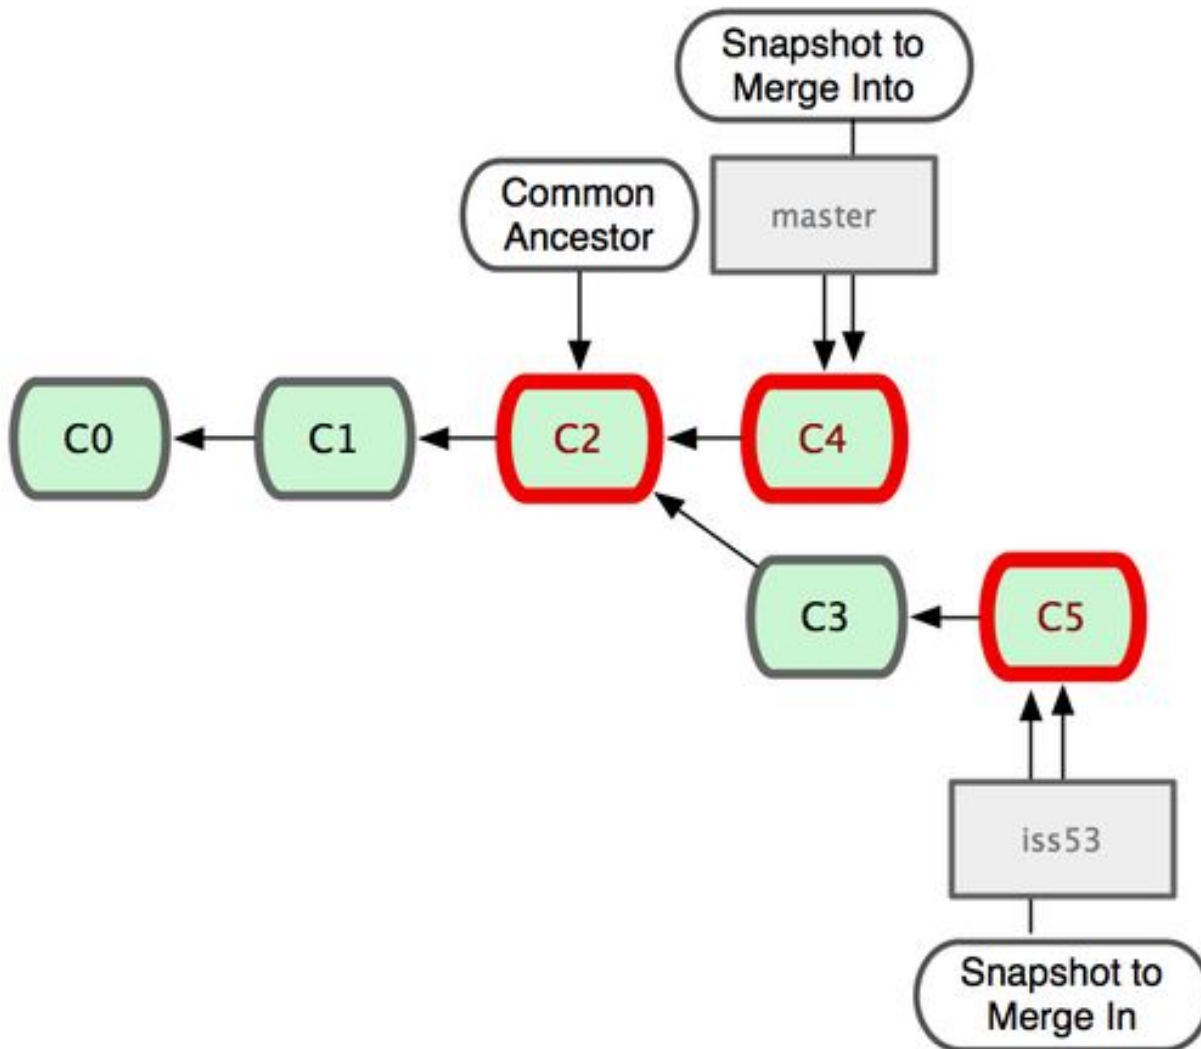 Snapshot to
Merge Into
Common
Ancestor
master
C0
C1
C2
C4
C3
C5
iss53
Snapshot to
Merge In